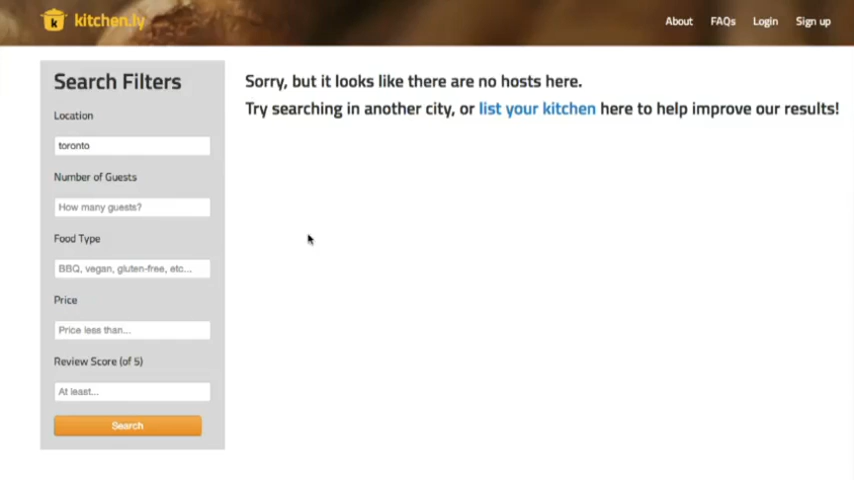 k kitchen.ly
About FAQs Login Sign up
Search Filters
Location
toronto
Number of Guests
How many guests?
Food Type
BBQ, vegan, gluten-free, etc...
Price
Price less than...
Review Score (of 5)
At least...
Search
Sorry, but it looks like there are no hosts here.
Try searching in another city, or list your kitchen here to help improve our results!